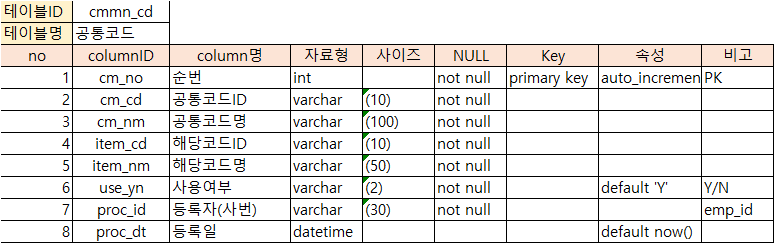 테이블ID cmmn_cd
테이블명 공통코드
no columnID column명 자료형 사이즈 NULL Key 속성 비고
1 cm_no 순번 int not null primary key auto_incremen PK
2 cm_cd 공통코드ID varchar (10) not null
3 cm_nm 공통코드명 varchar (100) not null
4 item_cd 해당코드ID varchar (10) not null
5 item_nm 해당코드명 varchar (50) not null
6 use_yn 사용여부 varchar (2) not null default 'Y' Y/N
7 proc_id 등록자(사번) varchar (30) not null emp_id
8 proc_dt 등록일 datetime default now()